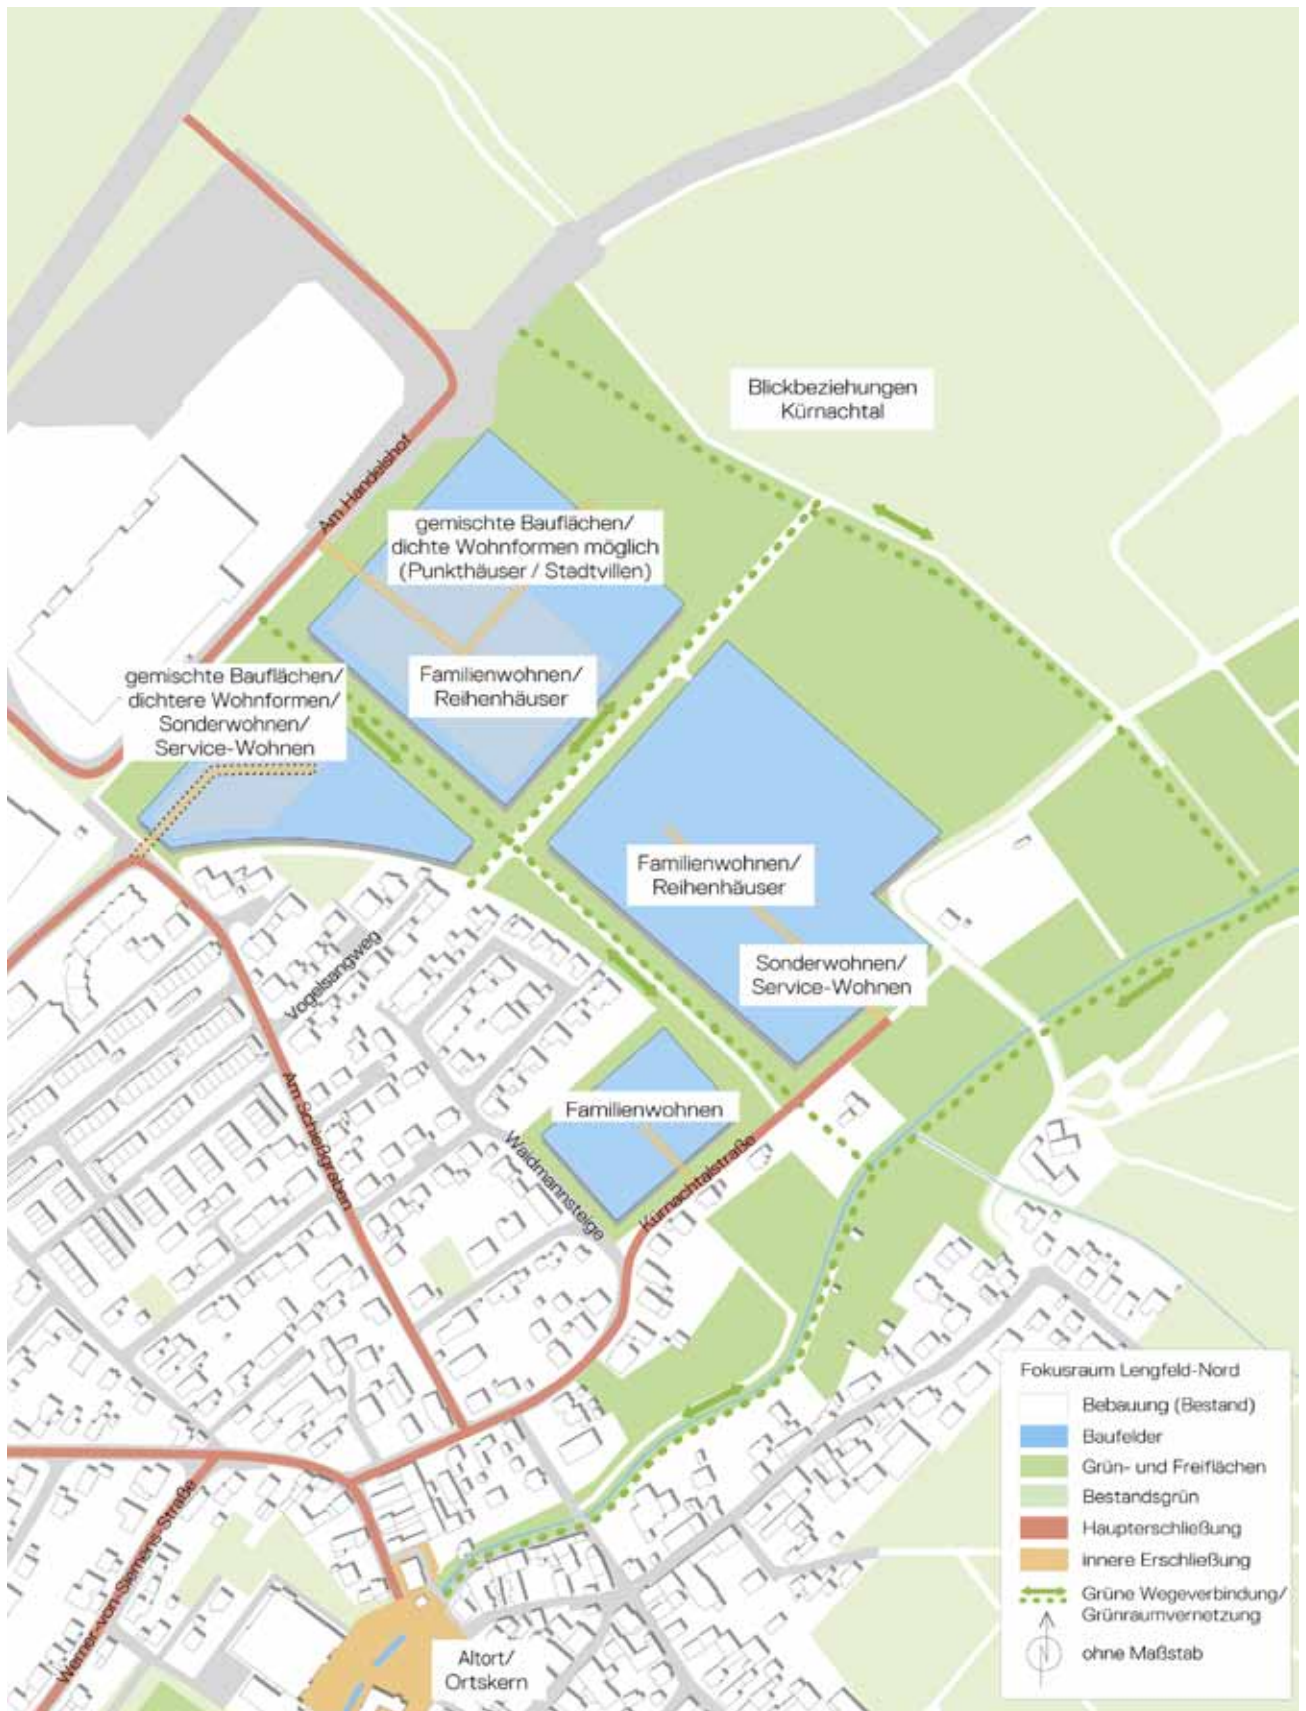 Blickbeziehungen
Kürnachtal
Am Handelshof
gemischte Bauflächen/
dichte Wohnformen möglich
(Punkthäuser / Stadtvillen)
Familienwohnen/
Reihenhäuser
gemischte Bauflächen/
dichtere Wohnformen/
Sonderwohnen/
Service-Wohnen
Familienwohnen/
Reihenhäuser
Sonderwohnen/
Service-Wohnen
Vogelsangweg
Am Schießgraben
Familienwohnen
Waidmannsteige
Kürnachtalstraße
Werner-von-Siemens-Straße
Altort/
Ortskern
Fokusraum Lengfeld-Nord
Bebauung (Bestand)
Baufelder
Grün- und Freiflächen
Bestandsgrün
Haupterschließung
innere Erschließung
Grüne Wegeverbindung/
Grünraumvernetzung
N
ohne Maßstab